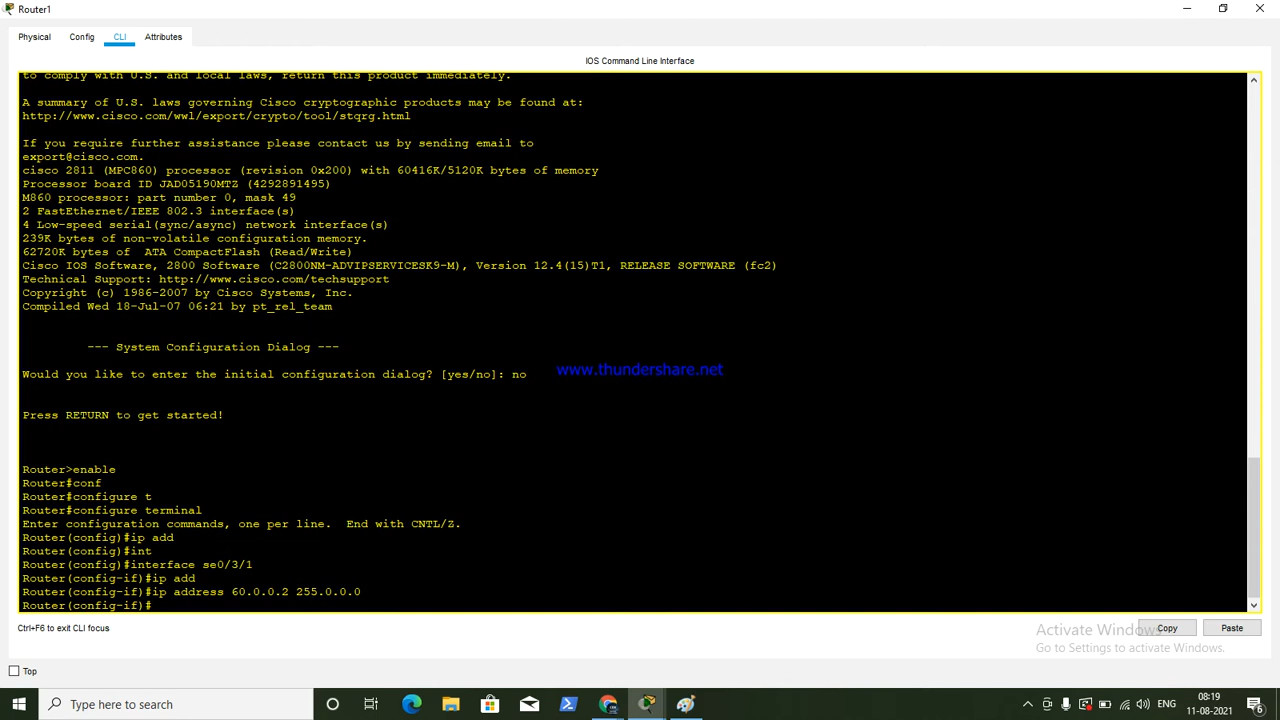 Router1
Physical Config CLI Attributes
IOS Command Line Interface
to comply with U.S. and local laws, return this product immediately.
A summary of U.S. laws governing Cisco cryptographic products may be found at:
http://www.cisco.com/wwl/export/crypto/tool/stqrg.html
If you require further assistance please contact us by sending email to
export@cisco.com.
cisco 2811 (MPC860) processor (revision 0x200) with 60416K/5120K bytes of memory
Processor board ID JAD05190MTZ (4292891495)
M860 processor: part number 0, mask 49
2 FastEthernet/IEEE 802.3 interface(s)
4 Low-speed serial(sync/async) network interface(s)
239K bytes of non-volatile configuration memory.
62720K bytes of ATA CompactFlash (Read/Write)
Cisco IOS Software, 2800 Software (C2800NM-ADVIPSERVICESK9-M), Version 12.4(15)T1, RELEASE SOFTWARE (fc2)
Technical Support: http://www.cisco.com/techsupport
Copyright (c) 1986-2007 by Cisco Systems, Inc.
Compiled Wed 18-Jul-07 06:21 by pt_rel_team
--- System Configuration Dialog ---
Would you like to enter the initial configuration dialog? [yes/no]: no
www.thundershare.net
Press RETURN to get started!
Router>enable
Router#conf
Router#configure t
Router#configure terminal
Enter configuration commands, one per line. End with CNTL/Z.
Router(config)#ip add
Router(config)#int
Router(config)#interface se0/3/1
Router(config-if)#ip add
Router(config-if)#ip address 60.0.0.2 255.0.0.0
Router(config-if)#
Ctrl+F6 to exit CLI focus
Copy Paste
Activate Windows
Go to Settings to activate Windows.
Top
Type here to search
ENG
08:19
11-08-2021
6